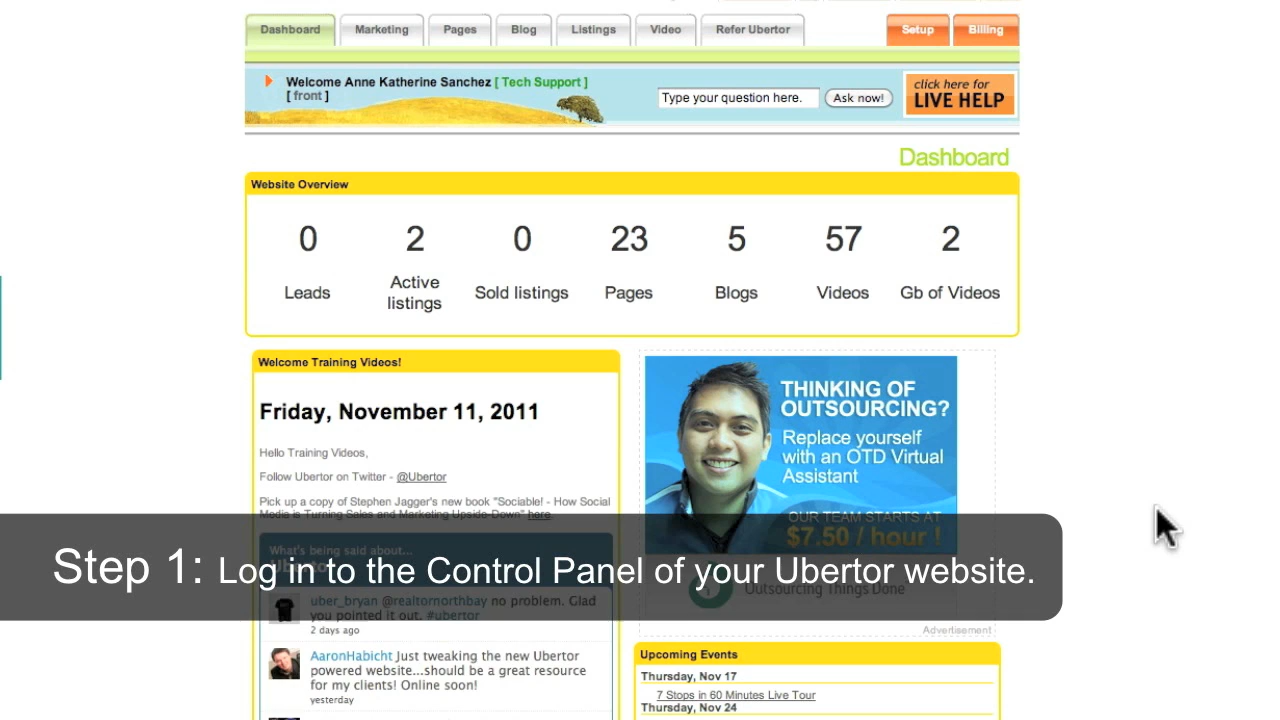 Dashboard Marketing Pages Blog Listings Video Refer Ubertor Setup Billing
Welcome Anne Katherine Sanchez [ Tech Support ]
[ front ]
Type your question here. Ask now!
click here for
LIVE HELP
Dashboard
Website Overview
0 2 0 23 5 57 2
Leads Active listings Sold listings Pages Blogs Videos Gb of Videos
Welcome Training Videos!
Friday, November 11, 2011
Hello Training Videos,
Follow Ubertor on Twitter - @Ubertor
Pick up a copy of Stephen Jagger's new book "Sociable! - How Social
Media is Turning Sales and Marketing Upside-Down" here.
THINKING OF
OUTSOURCING?
Replace yourself
with an OTD Virtual
Assistant
OUR TEAM STARTS AT
$7.50 / hour !
Outsourcing Things Done
Advertisement
Step 1: Log in to the Control Panel of your Ubertor website.
What's being said about...
Ubertor
uber_bryan @realtornorthbay no problem. Glad
you pointed it out. #ubertor
2 days ago
AaronHabicht Just tweaking the new Ubertor
powered website...should be a great resource
for my clients! Online soon!
yesterday
Upcoming Events
Thursday, Nov 17
7 Stops in 60 Minutes Live Tour
Thursday, Nov 24